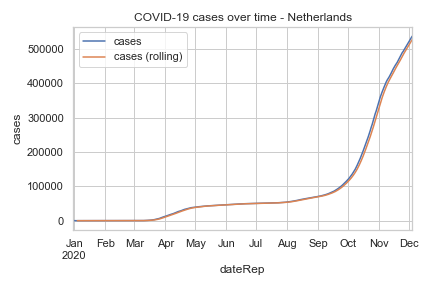 COVID-19 cases over time - Netherlands
cases
cases (rolling)
500000
400000
300000
200000
100000
0
cases
Jan Feb Mar Apr May Jun Jul Aug Sep Oct Nov Dec
2020
dateRep